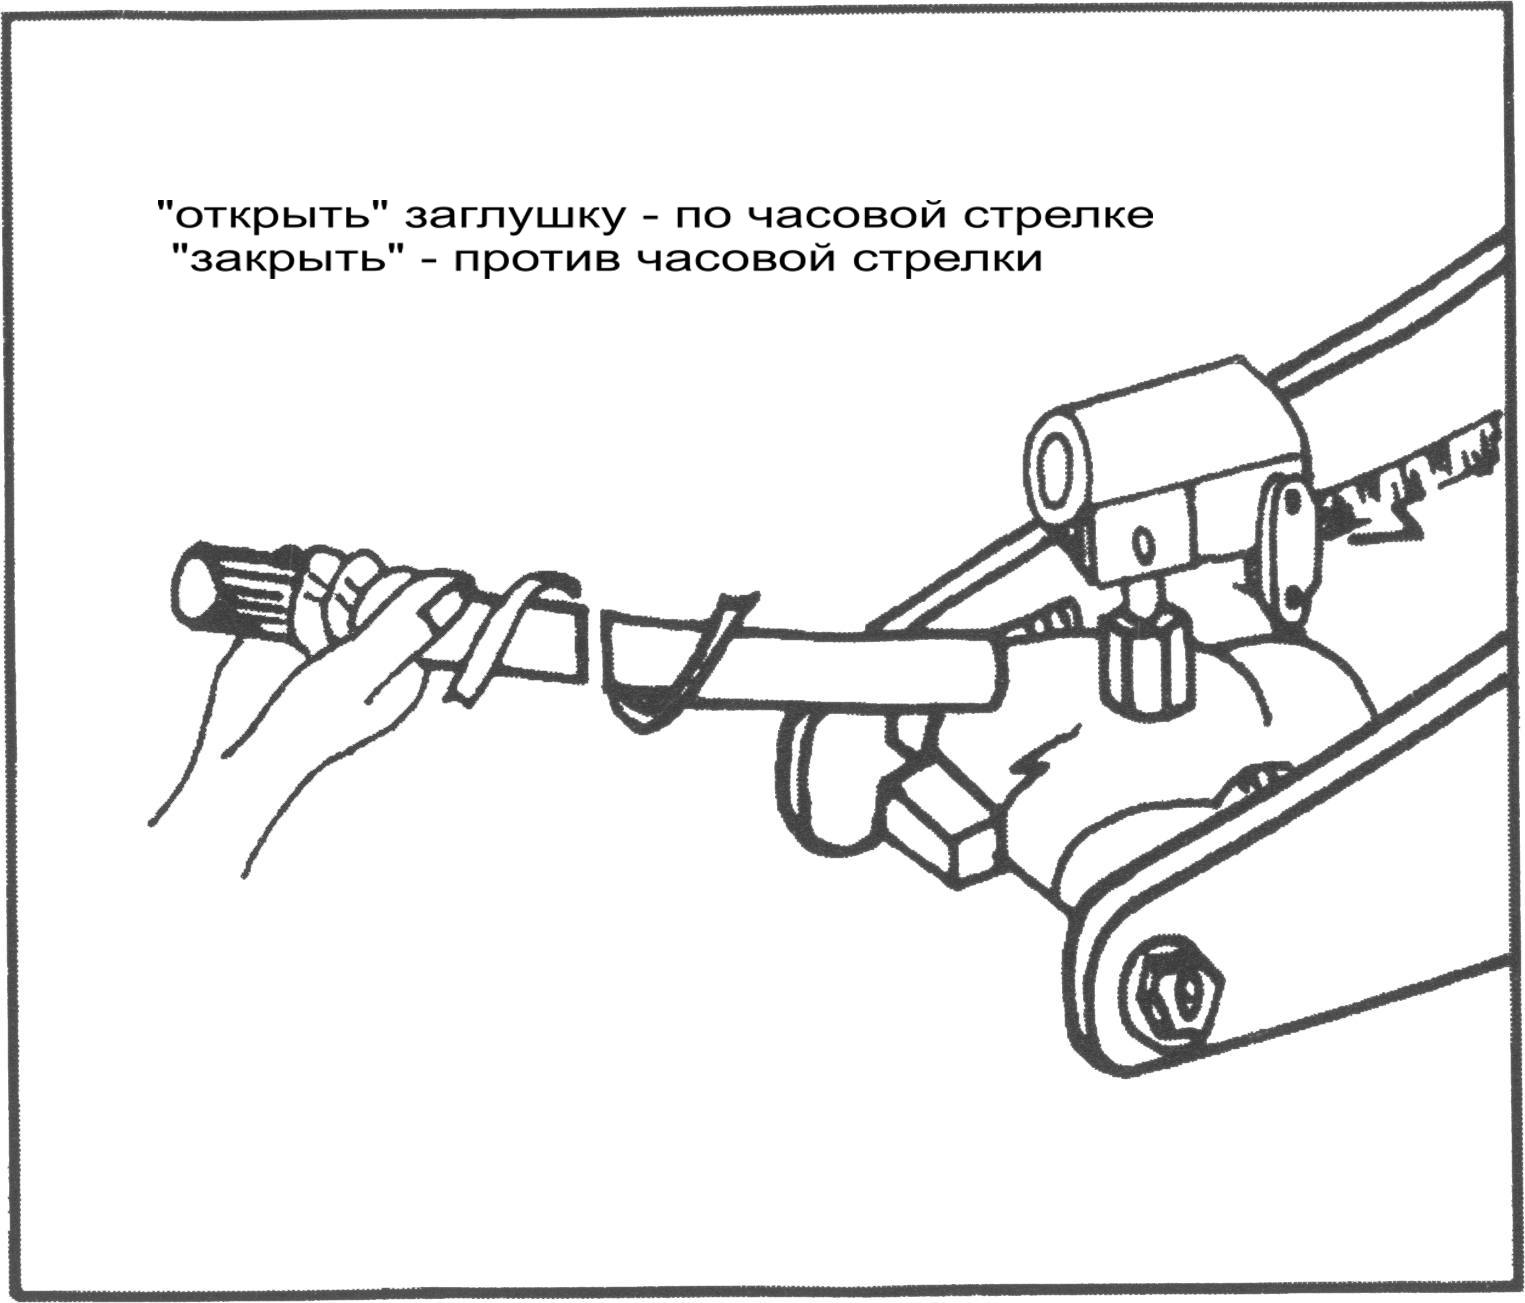 "открыть" заглушку - по часовой стрелке
"закрыть" - против часовой стрелки